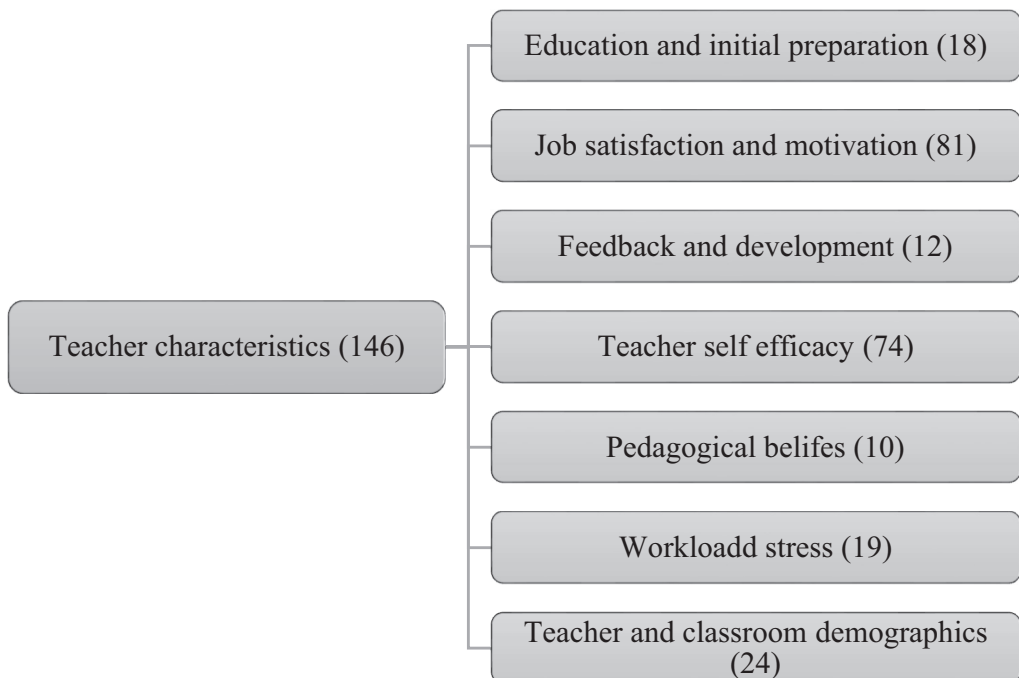 Education and initial preparation (18)
Job satisfaction and motivation (81)
Feedback and development (12)
Teacher characteristics (146)
Teacher self efficacy (74)
Pedagogical belifes (10)
Workloadd stress (19)
Teacher and classroom demographics
(24)